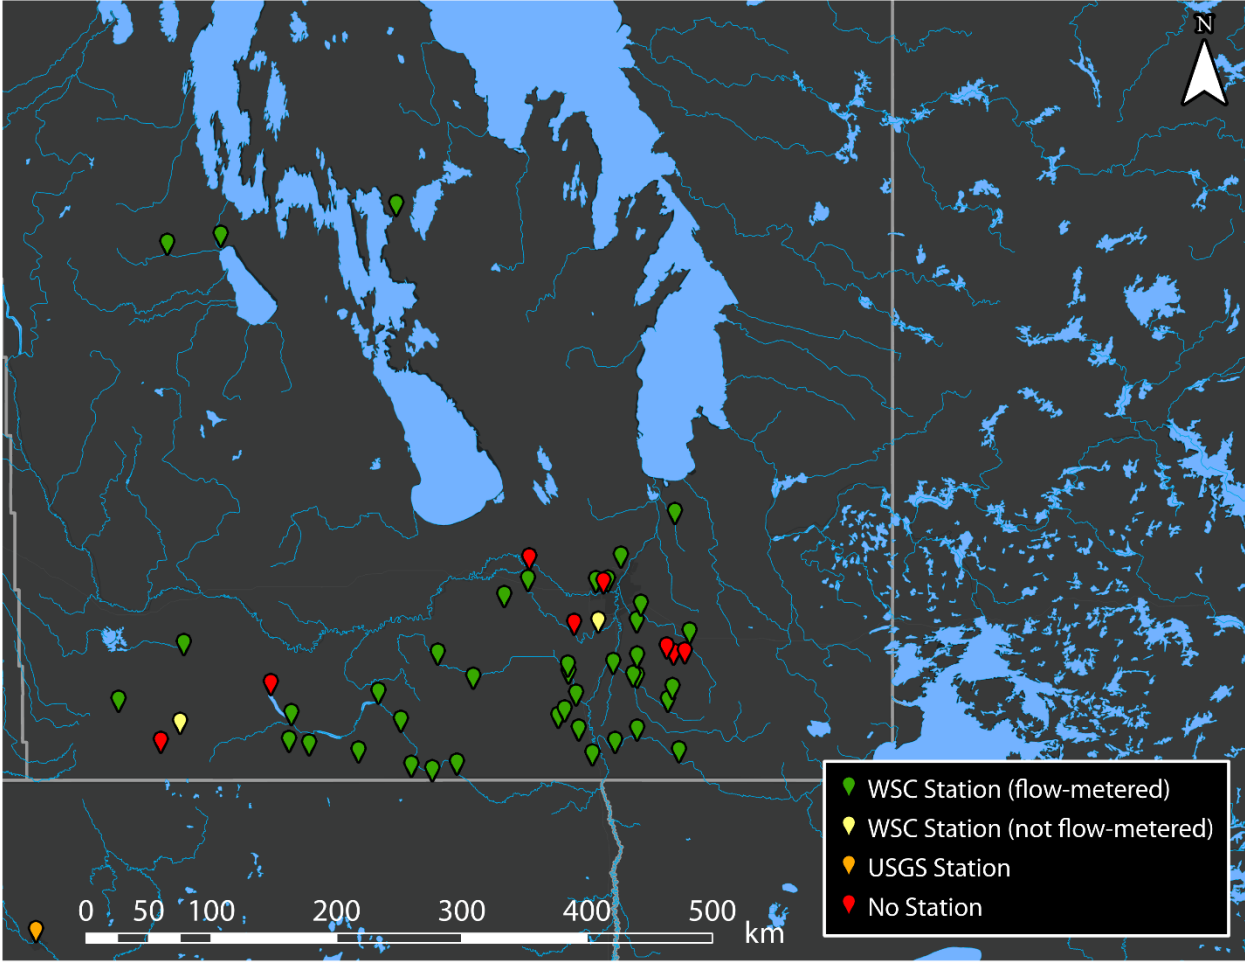 N
WSC Station (flow-metered)
WSC Station (not flow-metered)
USGS Station
No Station
0 50 100 200 300 400 500
km